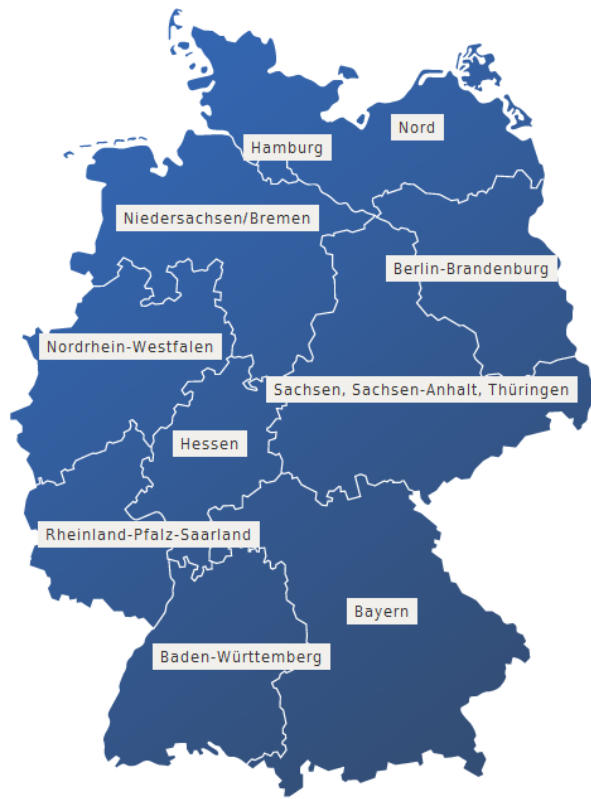 Nord
Hamburg
Niedersachsen/Bremen
Berlin-Brandenburg
Nordrhein-Westfalen
Sachsen, Sachsen-Anhalt, Thüringen
Hessen
Rheinland-Pfalz-Saarland
Bayern
Baden-Württemberg